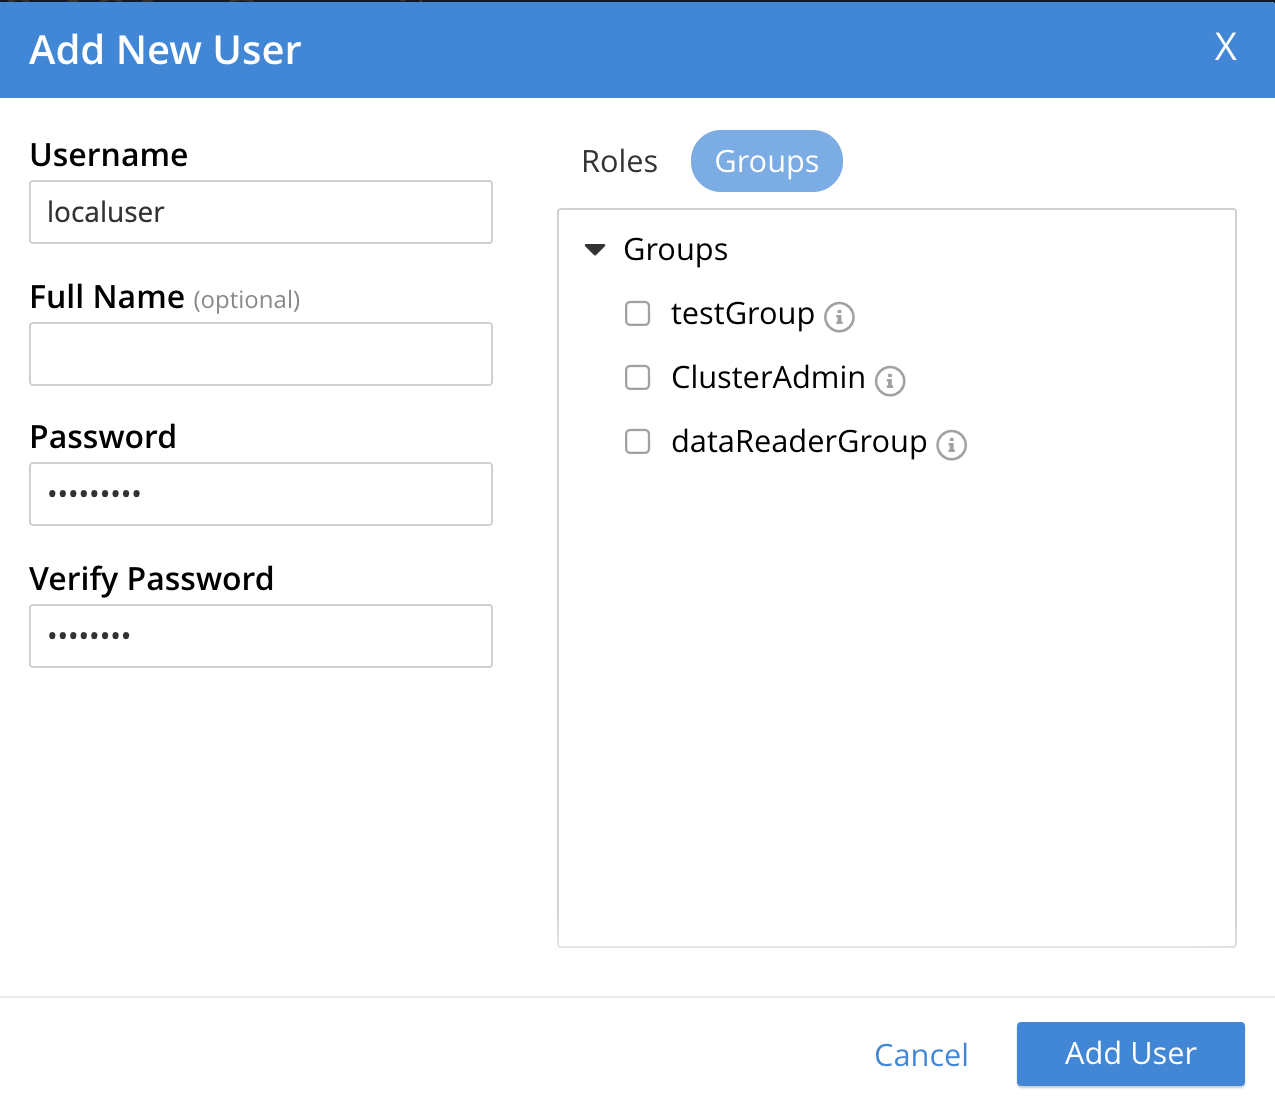 Add New User
X
Username
localuser
Full Name (optional)
Password
•••••••••
Verify Password
••••••••
Roles
Groups
Groups
testGroup
ClusterAdmin
dataReaderGroup
Cancel
Add User